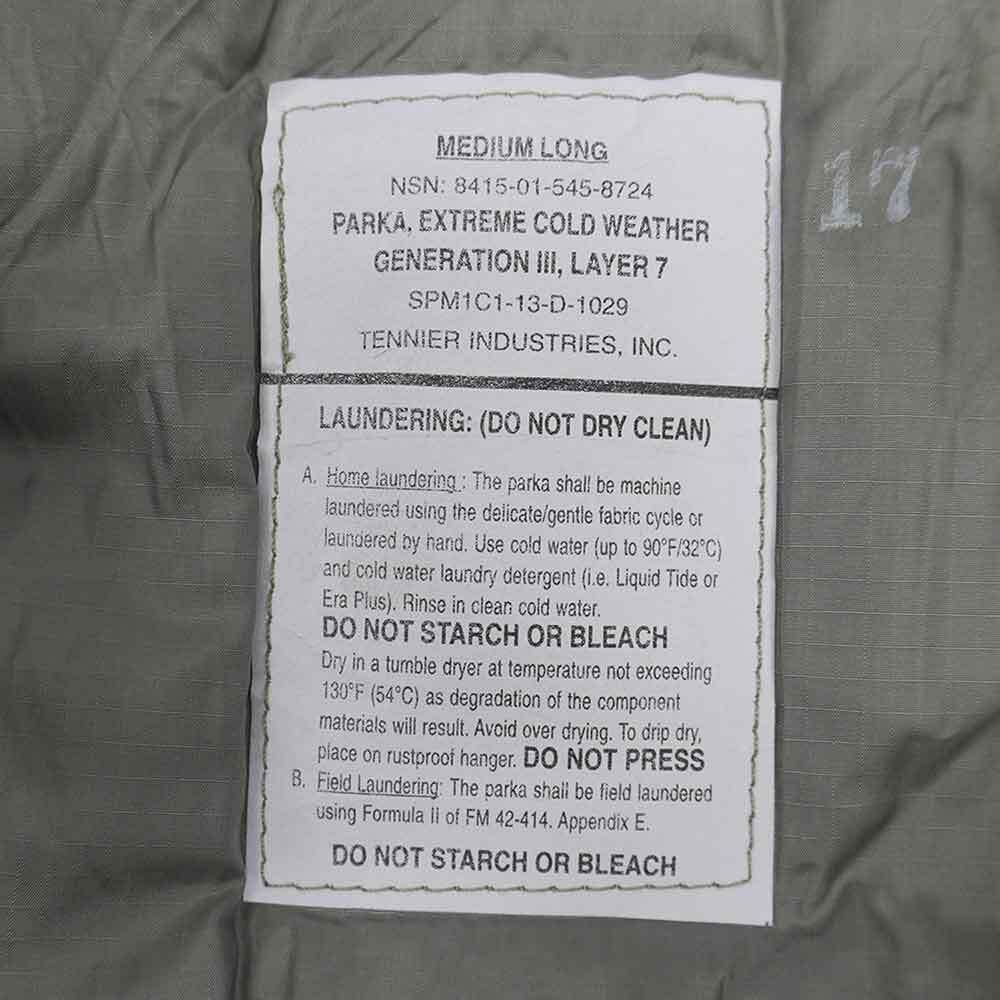 MEDIUM LONG
NSN: 8415-01-545-8724
PARKA, EXTREME COLD WEATHER
GENERATION III, LAYER 7
SPM1C1-13-D-1029
TENNIER INDUSTRIES, INC.
17
LAUNDERING: (DO NOT DRY CLEAN)
A. Home laundering : The parka shall be machine
laundered using the delicate/gentle fabric cycle or
laundered by hand. Use cold water (up to 90°F/32°C)
and cold water laundry detergent (i.e. Liquid Tide or
Era Plus). Rinse in clean cold water.
DO NOT STARCH OR BLEACH
Dry in a tumble dryer at temperature not exceeding
130°F (54°C) as degradation of the component
materials will result. Avoid over drying. To drip dry,
place on rustproof hanger. DO NOT PRESS
B. Field Laundering: The parka shall be field laundered
using Formula II of FM 42-414. Appendix E.
DO NOT STARCH OR BLEACH